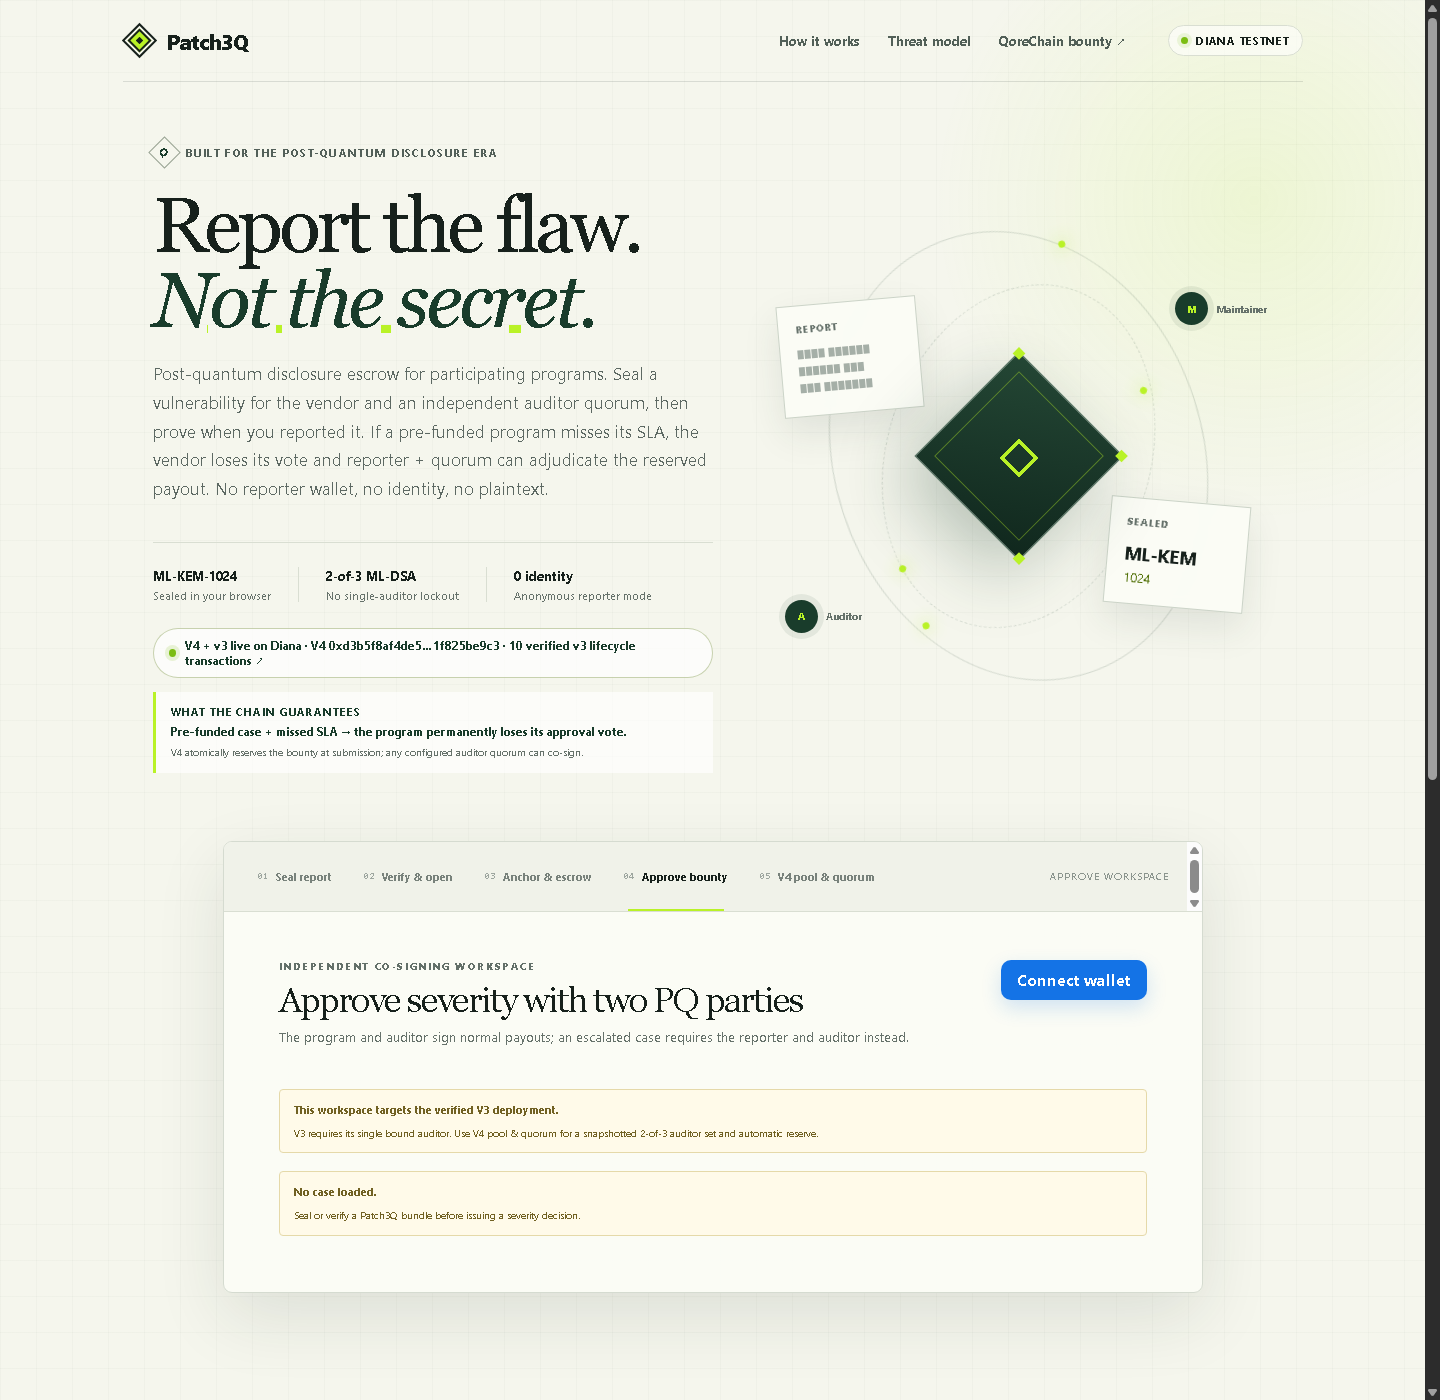 Patch3Q
How it works
Threat model
QoreChain bounty ↗
DIANA TESTNET
BUILT FOR THE POST-QUANTUM DISCLOSURE ERA
Report the flaw.
Not the secret.
Post-quantum disclosure escrow for participating programs. Seal a
vulnerability for the vendor and an independent auditor quorum, then
prove when you reported it. If a pre-funded program misses its SLA, the
vendor loses its vote and reporter + quorum can adjudicate the reserved
payout. No reporter wallet, no identity, no plaintext.
ML-KEM-1024
Sealed in your browser
2-of-3 ML-DSA
No single-auditor lockout
0 identity
Anonymous reporter mode
V4 + v3 live on Diana · V4 0xd3b5f8af4de5…1f825be9c3 · 10 verified v3 lifecycle
transactions ↗
WHAT THE CHAIN GUARANTEES
Pre-funded case + missed SLA → the program permanently loses its approval vote.
V4 atomically reserves the bounty at submission; any configured auditor quorum can co-sign.
REPORT
████ ██████
██████ ███
███ ███████
M
Maintainer
SEALED
ML-KEM
1024
A
Auditor
01 Seal report
02 Verify & open
03 Anchor & escrow
04 Approve bounty
05 V4 pool & quorum
APPROVE WORKSPACE
INDEPENDENT CO-SIGNING WORKSPACE
Approve severity with two PQ parties
The program and auditor sign normal payouts; an escalated case requires the reporter and auditor instead.
Connect wallet
This workspace targets the verified V3 deployment.
V3 requires its single bound auditor. Use V4 pool & quorum for a snapshotted 2-of-3 auditor set and automatic reserve.
No case loaded.
Seal or verify a Patch3Q bundle before issuing a severity decision.